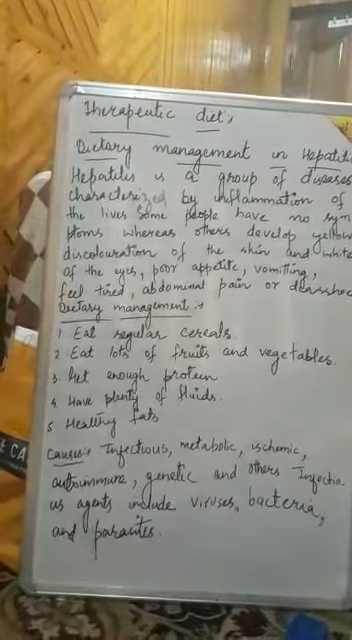 Therapeutic diet's
Dietary management in Hepatitis
Hepatitis is a group of diseases
characterized by inflammation of
the liver some people have no sym
ptoms whereas others develop yellow
discolouration of the skin and white
of the eyes, poor appetite, vomitting,
feel tired, abdominal pain or diarrhoe
Dietary management :-
1. Eat regular cereals.
2 Eat lots of fruits and vegetables.
3. Get enough protein
4 Have plenty of fluids.
5 Healthy fats
Causes:- Infectious, metabolic, ischemic,
autoimmune, genetic and others Infectio
us agents include viruses, bacteria,
and parasites.